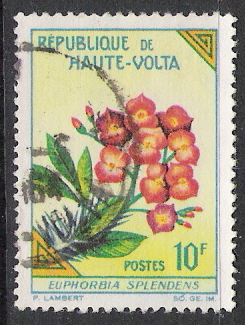 RÉPUBLIQUE DE
HAUTE-VOLTA
POSTES 10F
EUPHORBIA SPLENDENS
P. LAMBERT SO. GE. IM.